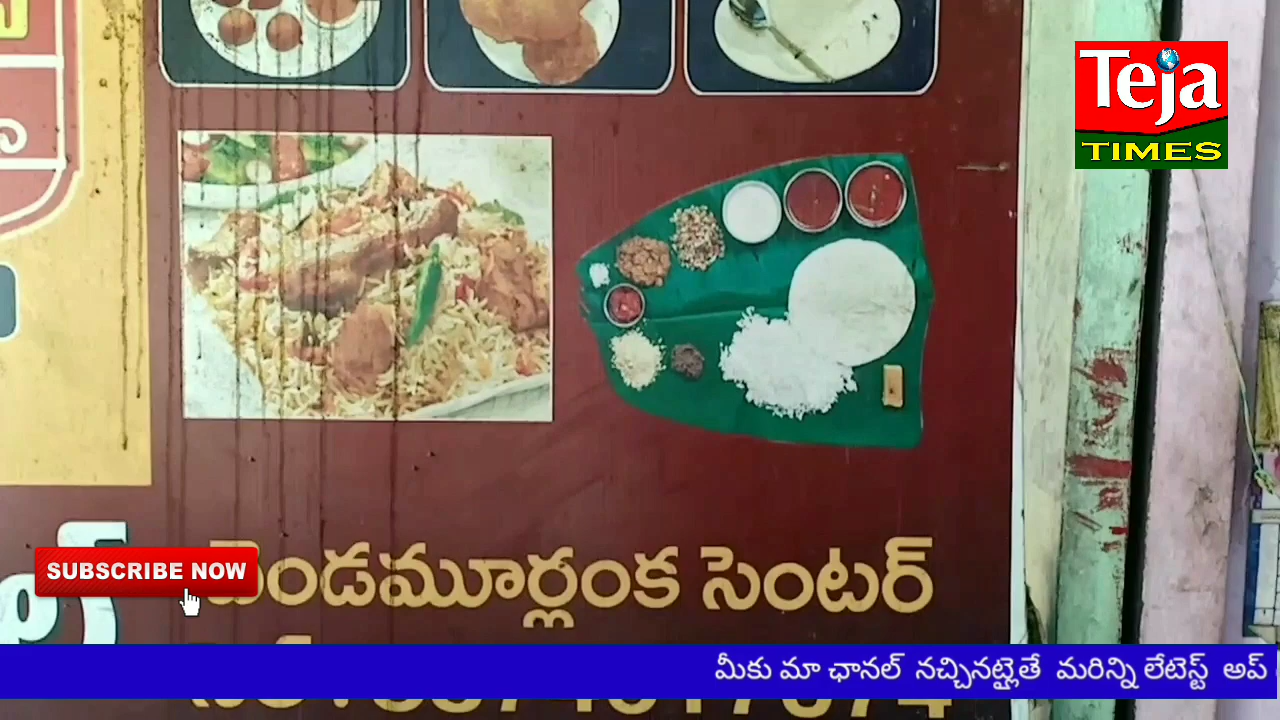 Teja
TIMES
బెండమూర్లంక సెంటర్
SUBSCRIBE NOW
మీకు మా ఛానల్ నచ్చినట్లైతే మరిన్ని లేటెస్ట్ అప్